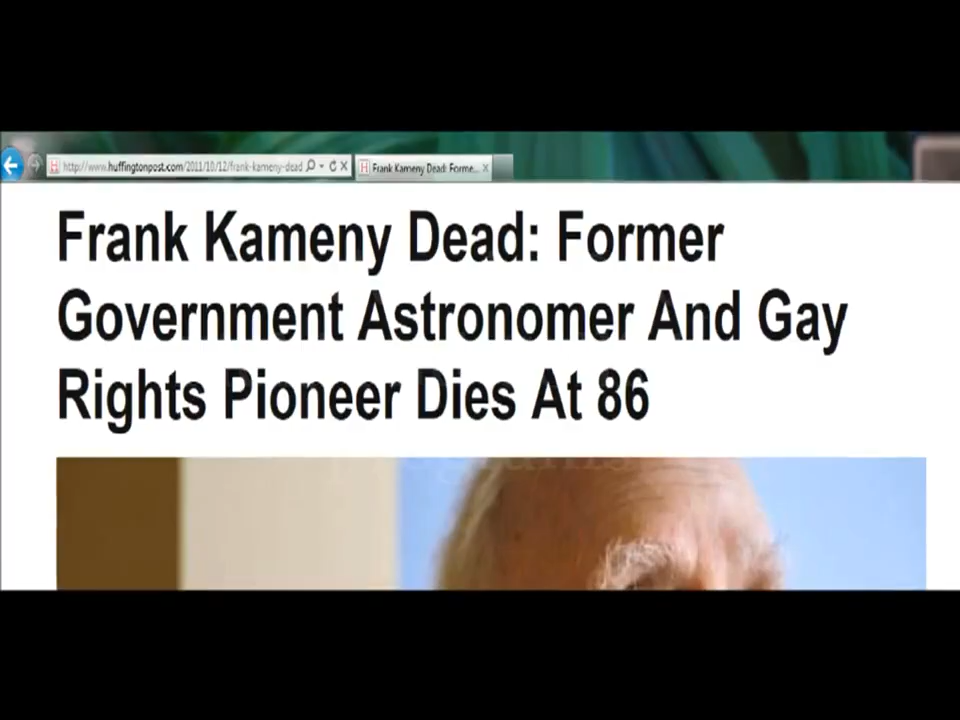 http://www.huffingtonpost.com/2011/10/12/frank-kameny-dead
Frank Kameny Dead: Forme...
Frank Kameny Dead: Former
Government Astronomer And Gay
Rights Pioneer Dies At 86